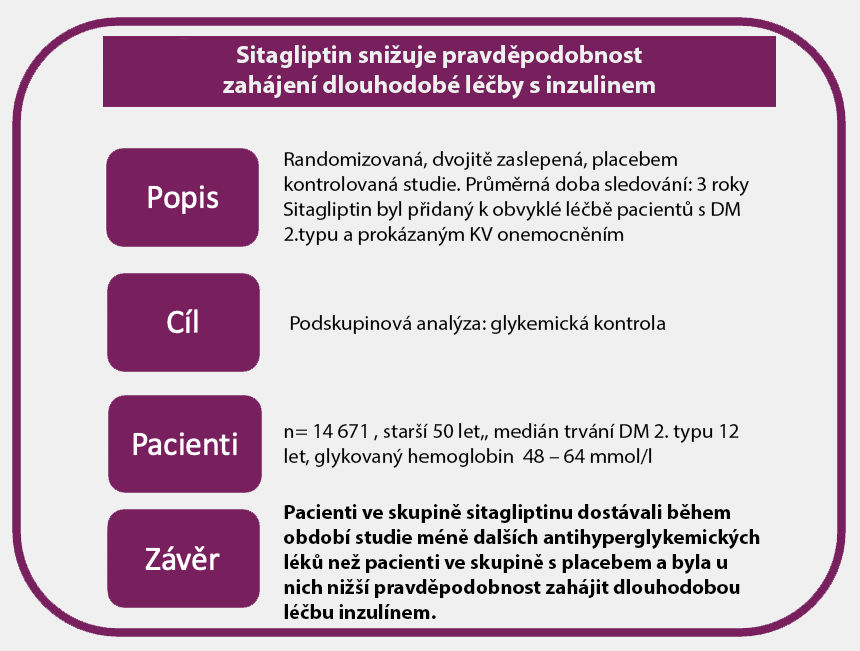 Sitagliptin snižuje pravděpodobnost
zahájení dlouhodobé léčby s inzulinem
Popis
Randomizovaná, dvojitě zaslepená, placebem
kontrolovaná studie. Průměrná doba sledování: 3 roky
Sitagliptin byl přidaný k obvyklé léčbě pacientů s DM
2.typu a prokázaným KV onemocněním
Cíl
Podskupinová analýza: glykemická kontrola
Pacienti
n= 14 671 , starší 50 let,, medián trvání DM 2. typu 12
let, glykovaný hemoglobin 48 – 64 mmol/l
Závěr
Pacienti ve skupině sitagliptinu dostávali během
období studie méně dalších antihyperglykemických
léků než pacienti ve skupině s placebem a byla u
nich nižší pravděpodobnost zahájit dlouhodobou
léčbu inzulínem.